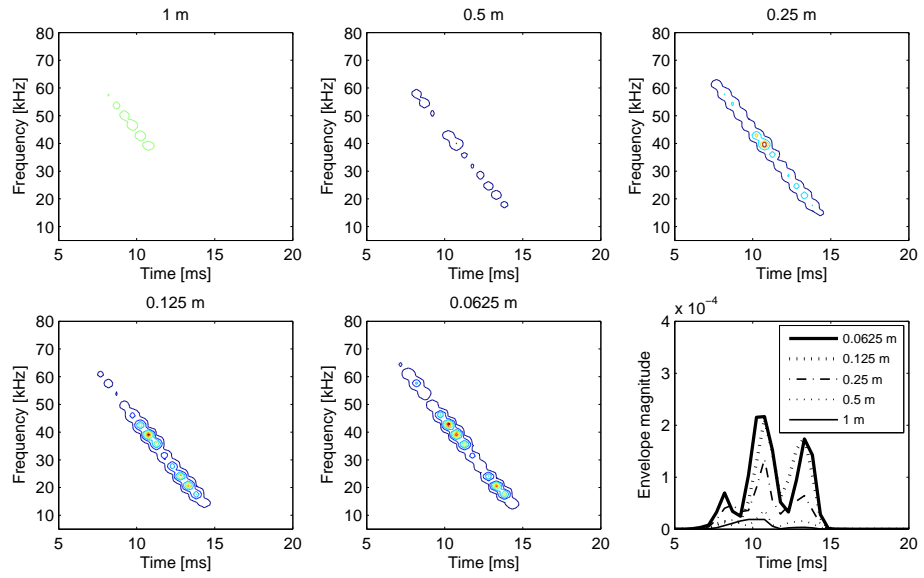 1 m
0.5 m
0.25 m
Frequency [kHz]
80
70
60
50
40
30
20
10
5 10 15 20
Time [ms]
Frequency [kHz]
80
70
60
50
40
30
20
10
5 10 15 20
Time [ms]
Frequency [kHz]
80
70
60
50
40
30
20
10
5 10 15 20
Time [ms]
0.125 m
0.0625 m
Frequency [kHz]
80
70
60
50
40
30
20
10
5 10 15 20
Time [ms]
Frequency [kHz]
80
70
60
50
40
30
20
10
5 10 15 20
Time [ms]
x 10⁻⁴
Envelope magnitude
4
3
2
1
0
5 10 15 20
Time [ms]
0.0625 m
0.125 m
0.25 m
0.5 m
1 m